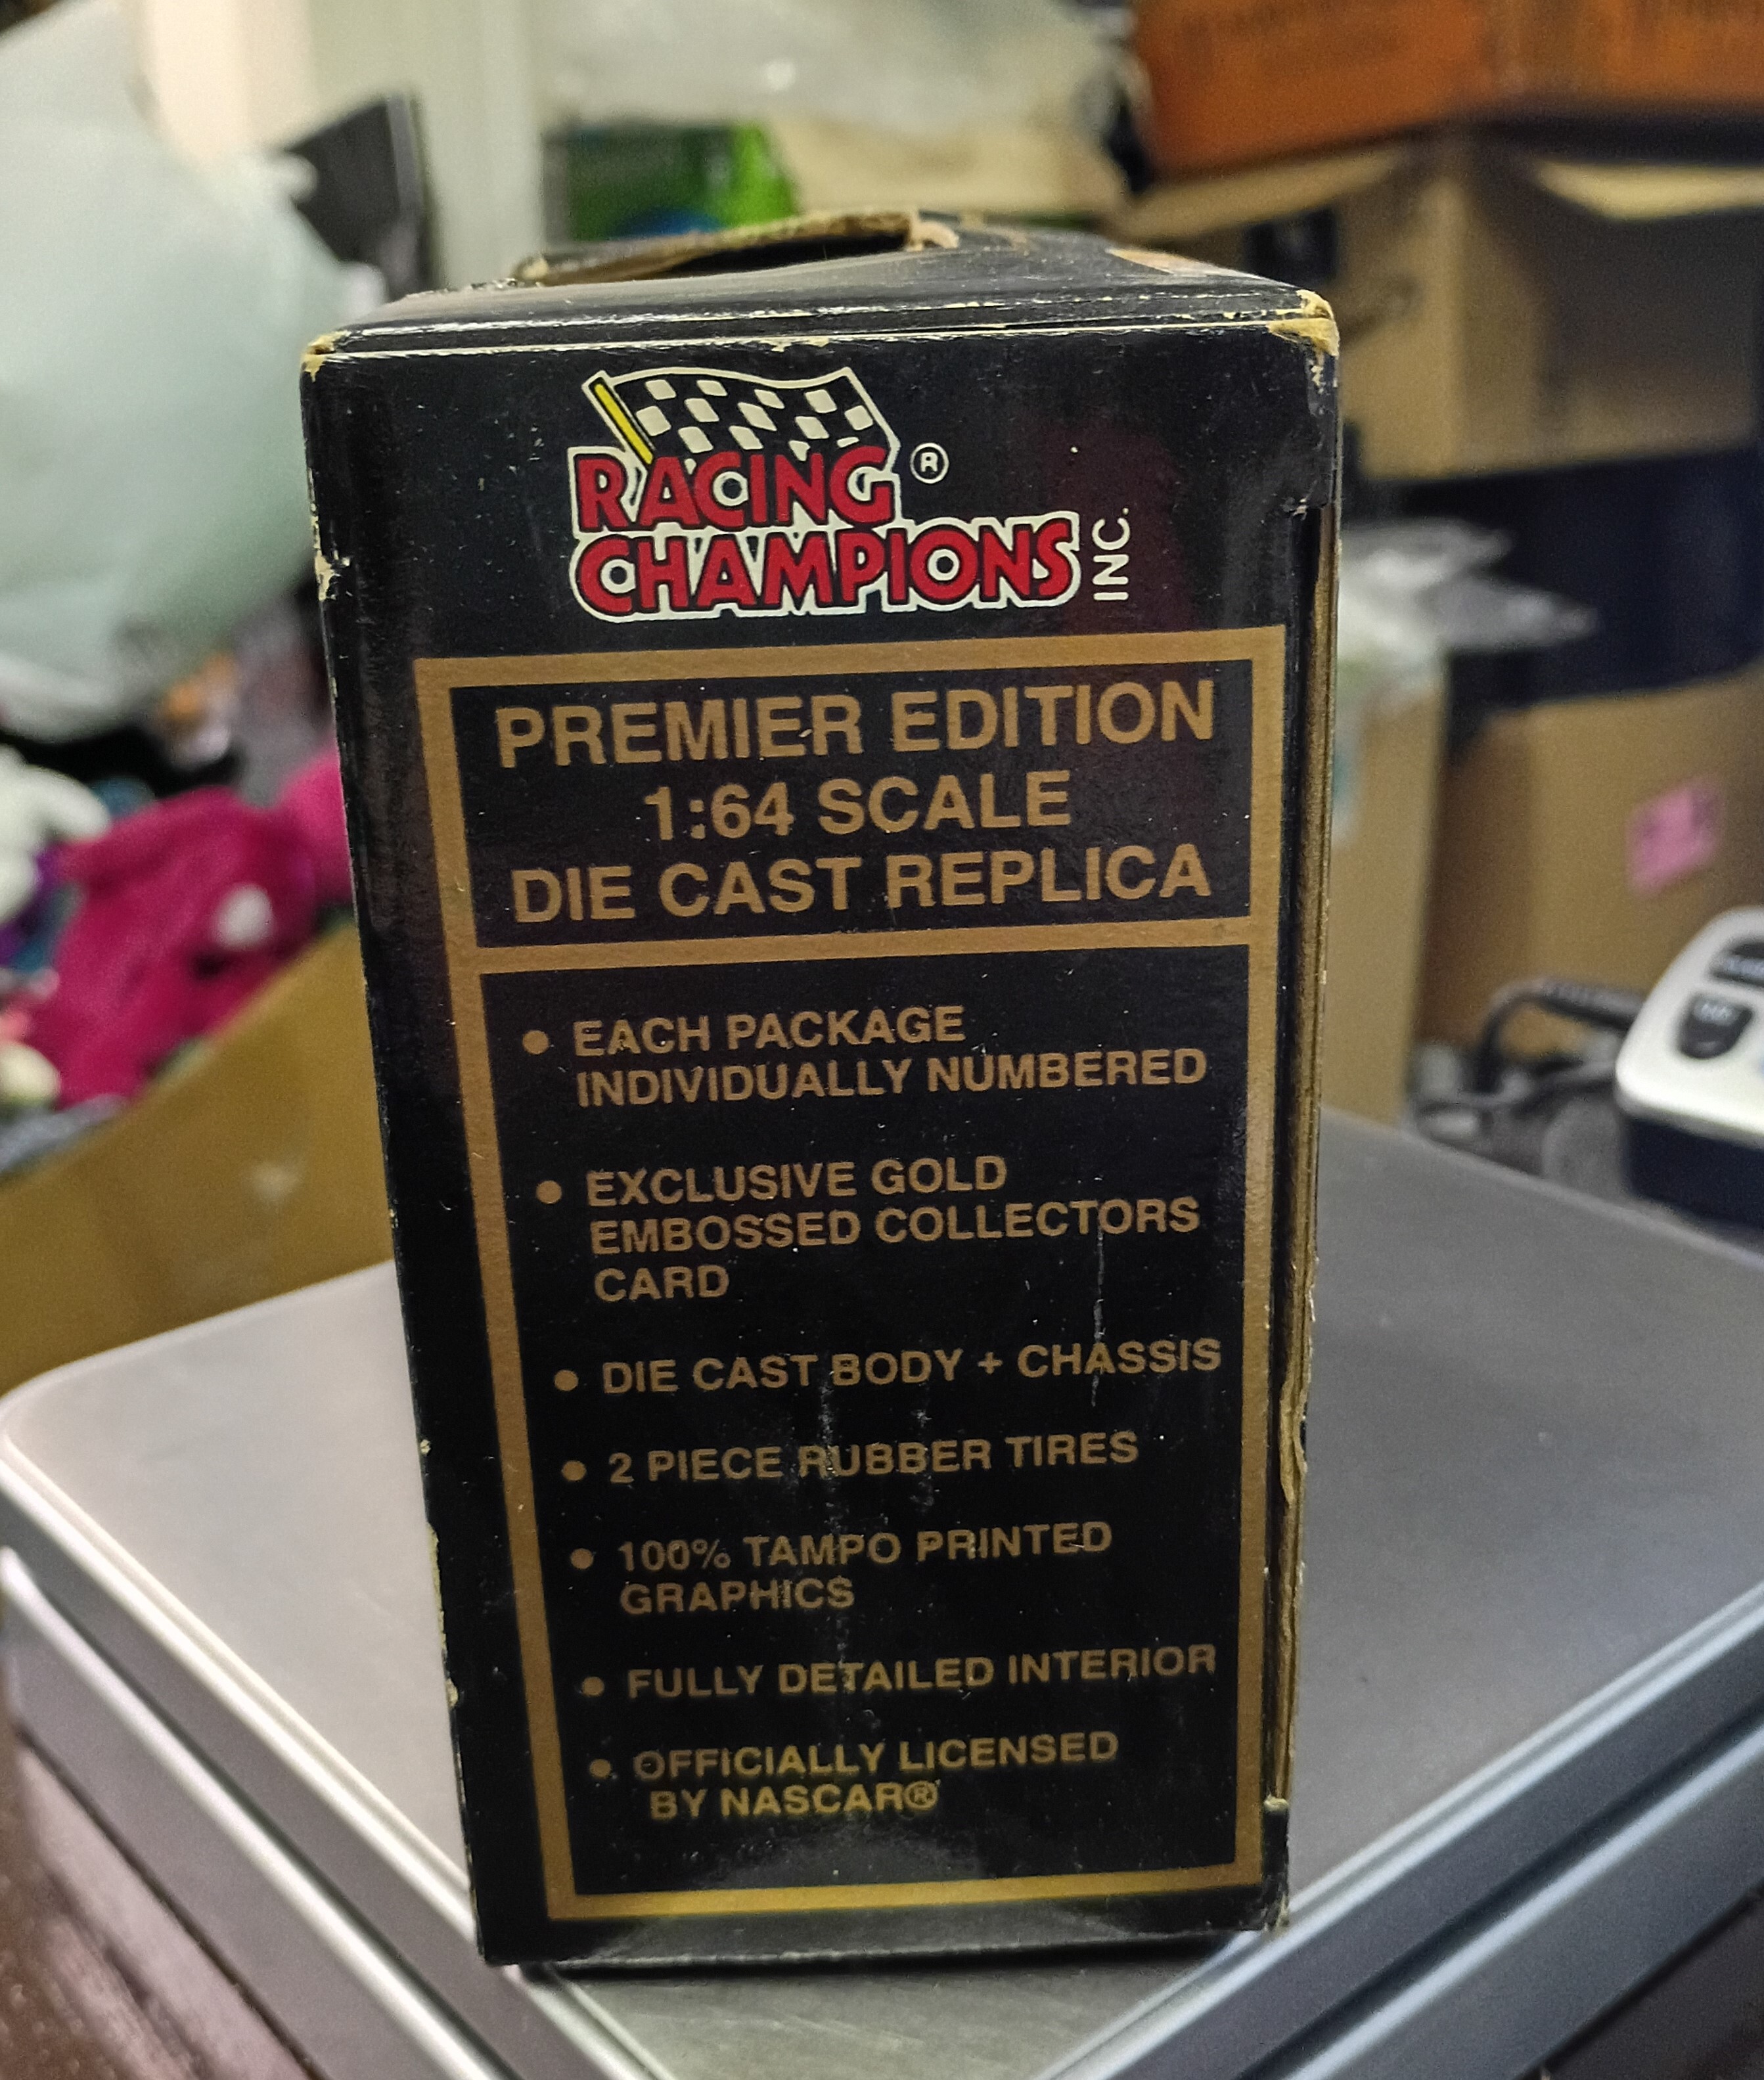 RACING ®
CHAMPIONS INC.
PREMIER EDITION
1:64 SCALE
DIE CAST REPLICA
• EACH PACKAGE
INDIVIDUALLY NUMBERED
• EXCLUSIVE GOLD
EMBOSSED COLLECTORS
CARD
• DIE CAST BODY + CHASSIS
• 2 PIECE RUBBER TIRES
• 100% TAMPO PRINTED
GRAPHICS
• FULLY DETAILED INTERIOR
• OFFICIALLY LICENSED
BY NASCAR®